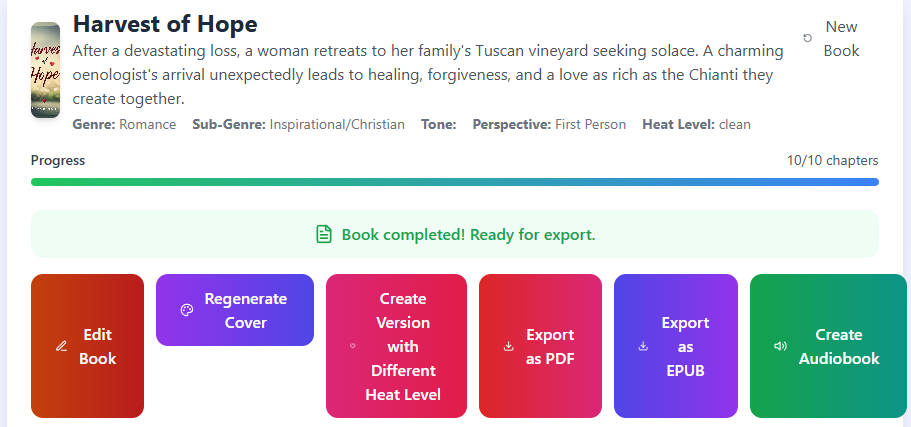 Harvest of Hope
New
Book
After a devastating loss, a woman retreats to her family's Tuscan vineyard seeking solace. A charming
oenologist's arrival unexpectedly leads to healing, forgiveness, and a love as rich as the Chianti they
create together.
Genre: Romance Sub-Genre: Inspirational/Christian Tone: Perspective: First Person Heat Level: clean
Progress 10/10 chapters
Book completed! Ready for export.
Edit
Book
Regenerate
Cover
Create
Version
with
Different
Heat Level
Export
as PDF
Export
as
EPUB
Create
Audiobook
Harvest
of
Hope